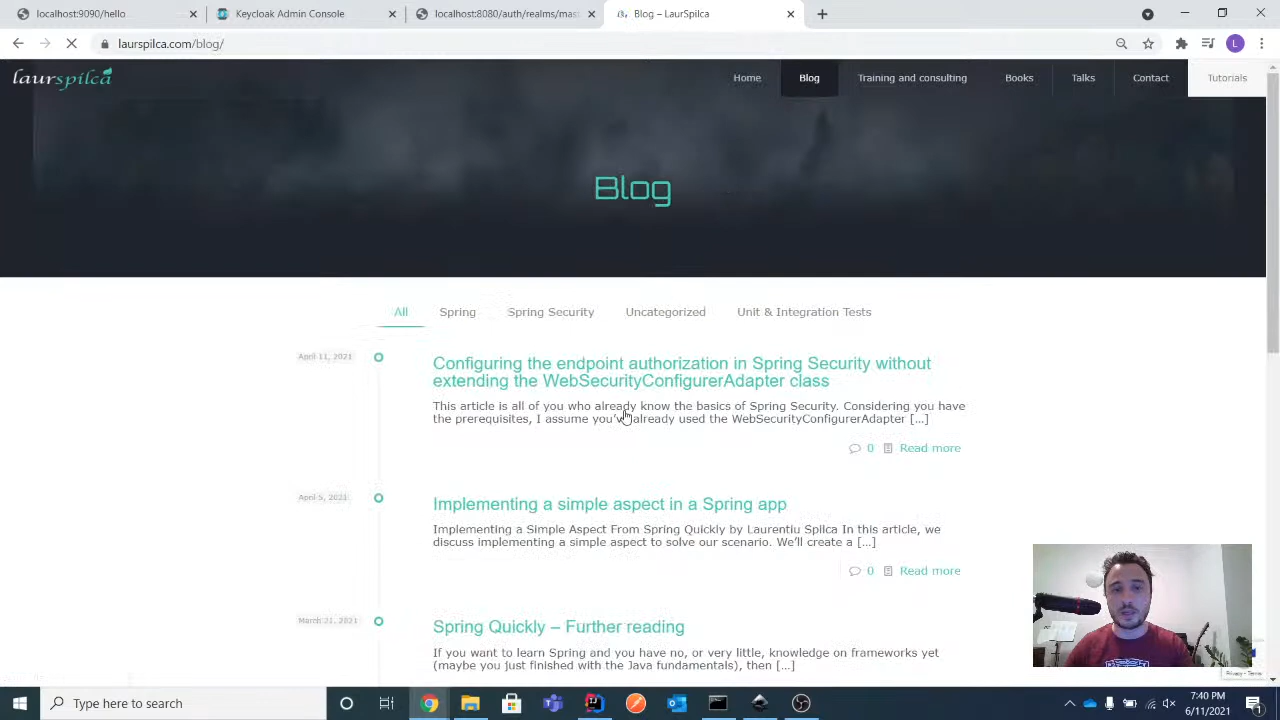 localhost:9090/hello
Keycloak Admin Console
localhost:8080/auth/realms/mas
Blog – LaurSpilca
laurspilca.com/blog/
L
laurspilca
Home
Blog
Training and consulting
Books
Talks
Contact
Tutorials
Blog
All
Spring
Spring Security
Uncategorized
Unit & Integration Tests
April 11, 2021
Configuring the endpoint authorization in Spring Security without
extending the WebSecurityConfigurerAdapter class
This article is all of you who already know the basics of Spring Security. Considering you have
the prerequisites, I assume you've already used the WebSecurityConfigurerAdapter [...]
0
Read more
April 5, 2021
Implementing a simple aspect in a Spring app
Implementing a Simple Aspect From Spring Quickly by Laurentiu Spilca In this article, we
discuss implementing a simple aspect to solve our scenario. We'll create a [...]
0
Read more
March 21, 2021
Spring Quickly – Further reading
If you want to learn Spring and you have no, or very little, knowledge on frameworks yet
(maybe you just finished with the Java fundamentals), then [...]
Privacy - Terms
Type here to search
7:40 PM
6/11/2021